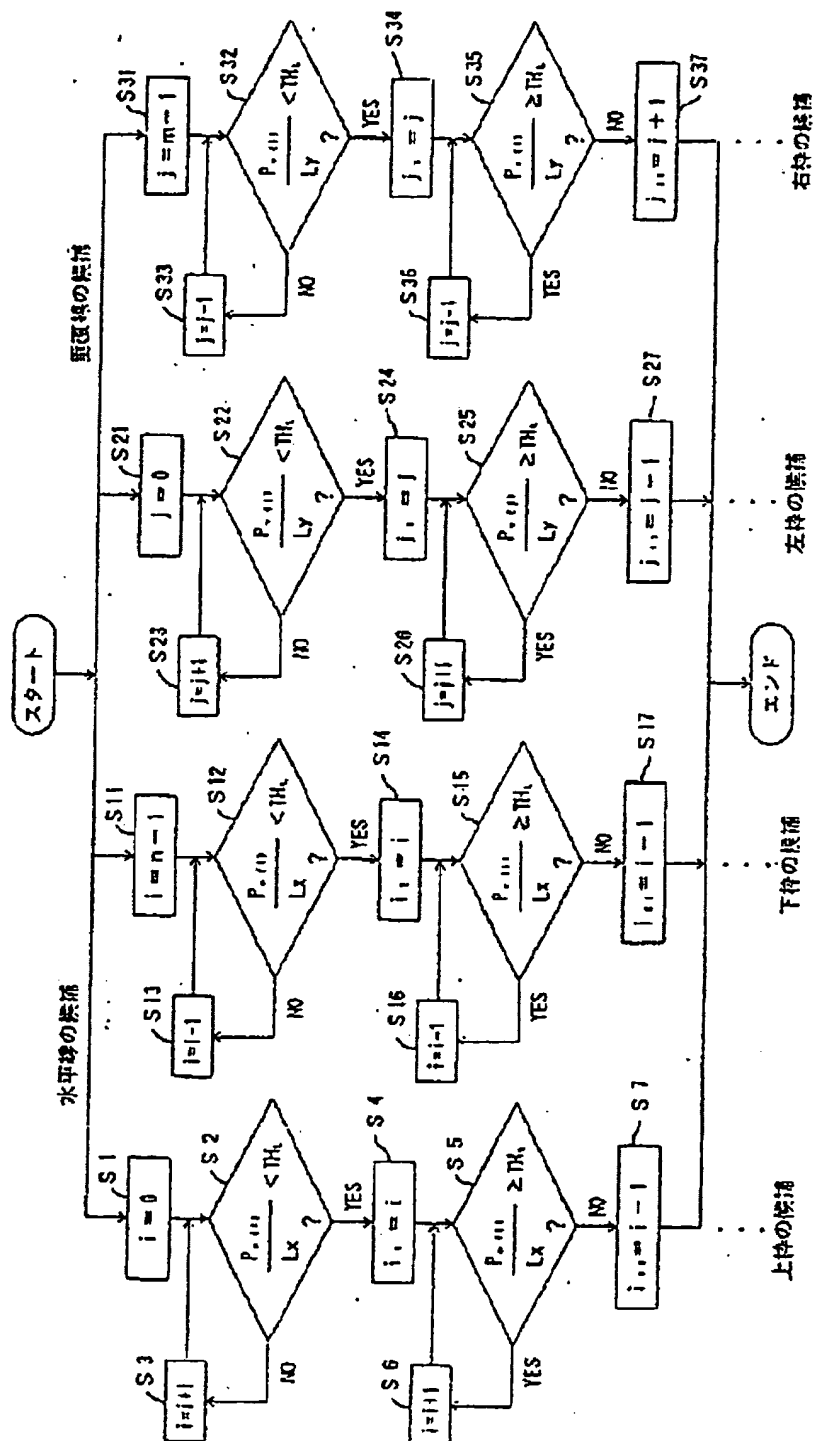 スタート
水平線の候補
垂直線の候補
S1
i=0
S2
Lx
?
<TH
NO
YES
S3
i=i+1
S4
S5
Lx
?
≥TH
YES
NO
S6
i=i+1
S7
上枠の候補
S11
i=n-1
S12
Lx
?
<TH
NO
YES
S13
i=i-1
S14
S15
Lx
?
≥TH
YES
NO
S16
i=i-1
S17
下枠の候補
S21
j=0
S22
Ly
?
<TH
NO
YES
S23
j=j+1
S24
S25
Ly
?
≥TH
YES
NO
S26
j=j+1
S27
左枠の候補
S31
j=m-1
S32
Ly
?
<TH
NO
YES
S33
j=j-1
S34
S35
Ly
?
≥TH
YES
NO
S36
j=j-1
S37
右枠の候補
エンド